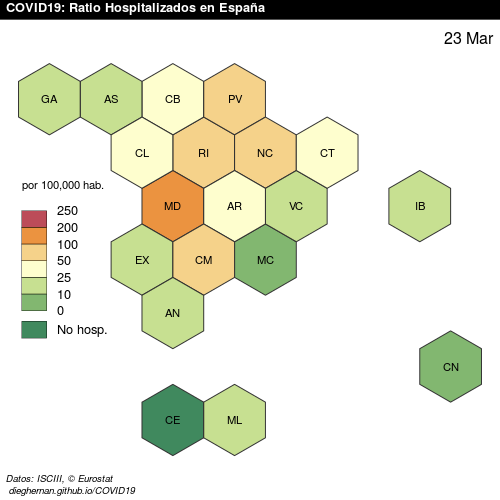 COVID19: Ratio Hospitalizados en España
23 Mar
GA AS CB PV
CL RI NC CT
por 100,000 hab.
MD AR VC IB
250
200
100
50
25
10
0
No hosp.
EX CM MC
AN
CN
CE ML
Datos: ISCIII, © Eurostat
dieghernan.github.io/COVID19